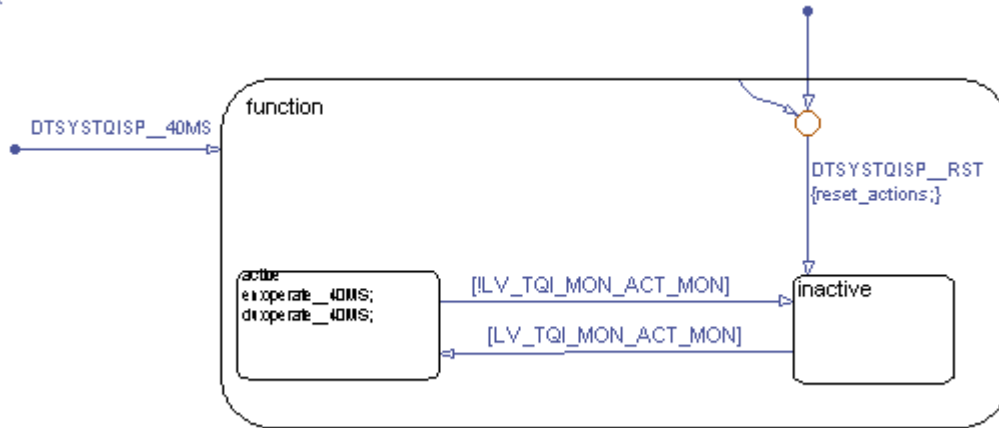 function
DTSYSTQISP__40MS
DTSYSTQISP__RST
{reset_actions;}
active
en:operate__40MS;
du:operate__40MS;
[!LV_TQI_MON_ACT_MON]
inactive
[LV_TQI_MON_ACT_MON]